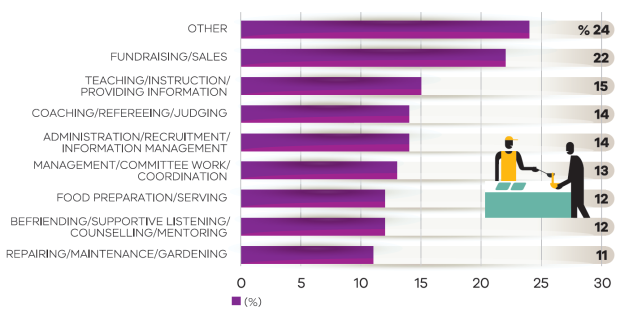 OTHER
% 24
FUNDRAISING/SALES
22
TEACHING/INSTRUCTION/
PROVIDING INFORMATION
15
COACHING/REFEREEING/JUDGING
14
ADMINISTRATION/RECRUITMENT/
INFORMATION MANAGEMENT
14
MANAGEMENT/COMMITTEE WORK/
COORDINATION
13
FOOD PREPARATION/SERVING
12
BEFRIENDING/SUPPORTIVE LISTENING/
COUNSELLING/MENTORING
12
REPAIRING/MAINTENANCE/GARDENING
11
0 5 10 15 20 25 30
(%)